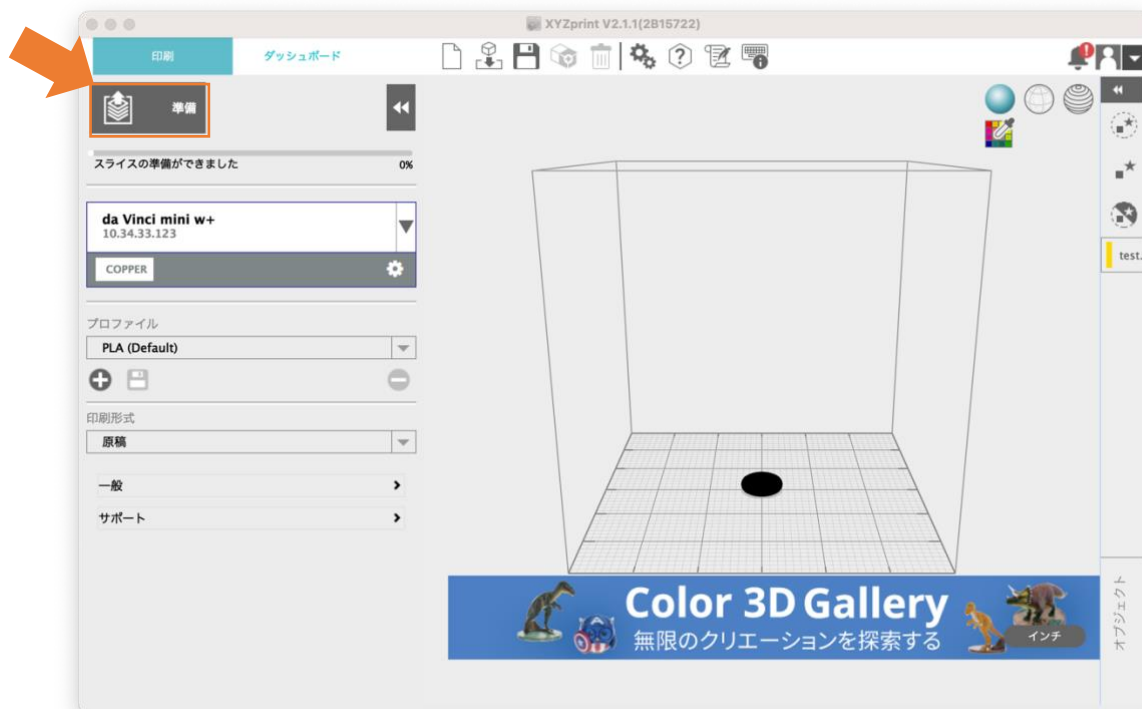 XYZprint V2.1.1(2B15722)
印刷
ダッシュボード
準備
スライスの準備ができました
0%
da Vinci mini w+
10.34.33.123
COPPER
プロファイル
PLA (Default)
印刷形式
原稿
一般
サポート
test.
Color 3D Gallery
無限のクリエーションを探索する
インチ
オブジェクト